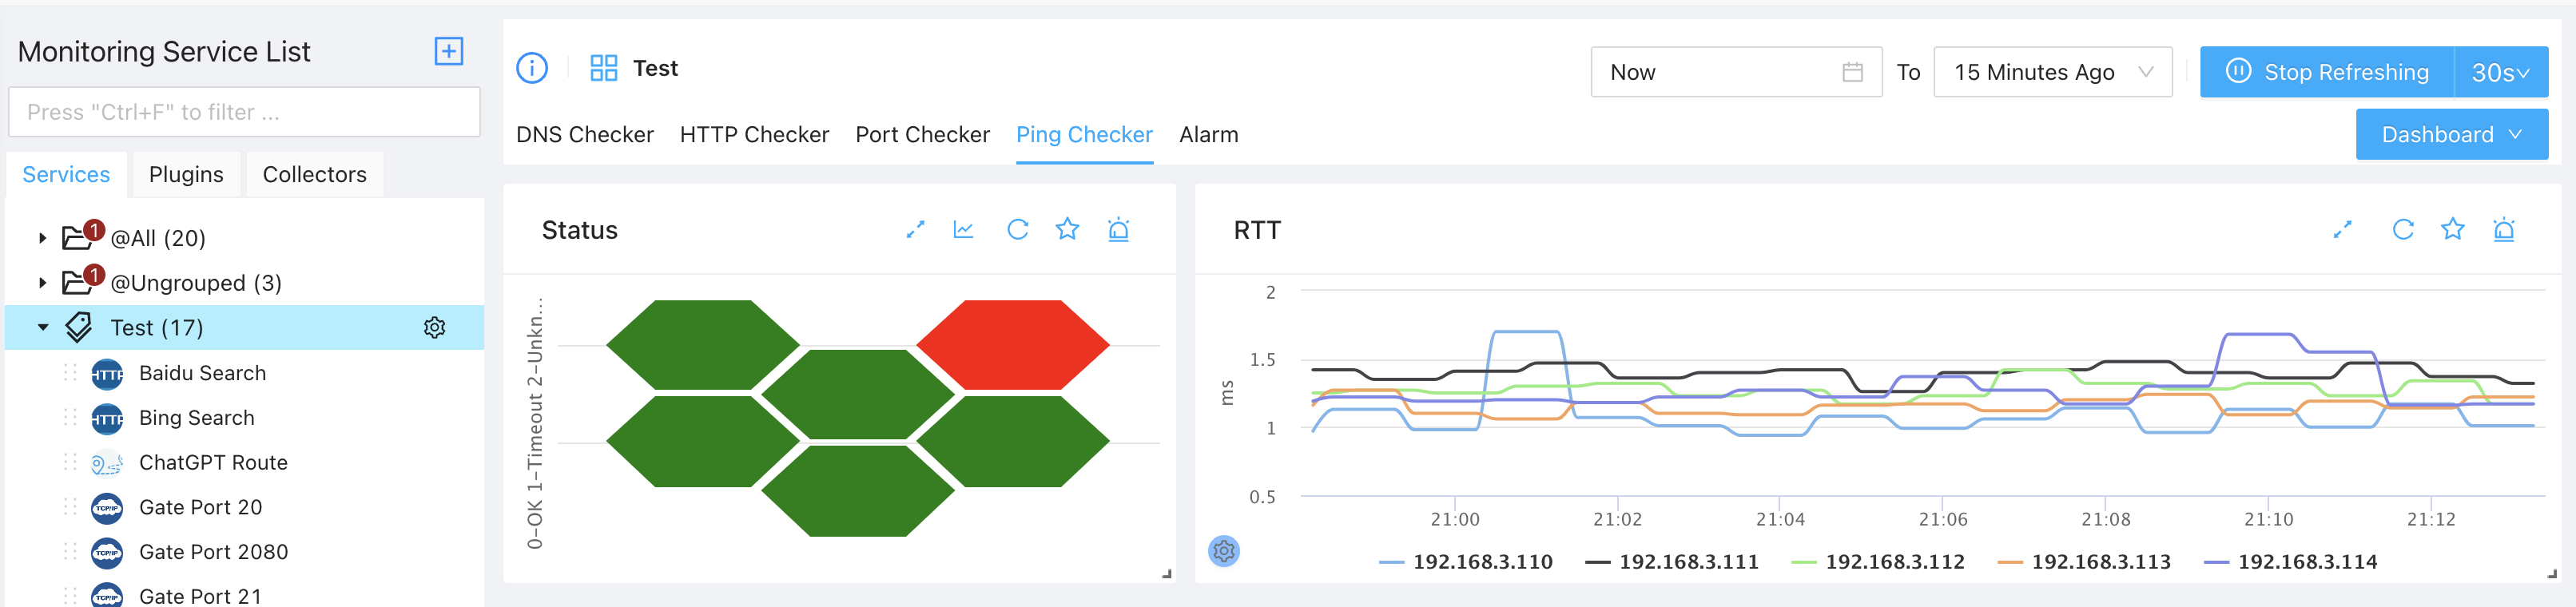 Monitoring Service List
Press "Ctrl+F" to filter ...
Services Plugins Collectors
1 @All (20)
1 @Ungrouped (3)
Test (17)
HTTP Baidu Search
HTTP Bing Search
ChatGPT Route
TCP/IP Gate Port 20
TCP/IP Gate Port 2080
TCP/IP Gate Port 21
Test
Now To 15 Minutes Ago Stop Refreshing 30s
DNS Checker HTTP Checker Port Checker Ping Checker Alarm
Dashboard
Status
0-OK 1-Timeout 2-Unkn...
RTT
ms
2
1.5
1
0.5
21:00 21:02 21:04 21:06 21:08 21:10 21:12
192.168.3.110 192.168.3.111 192.168.3.112 192.168.3.113 192.168.3.114